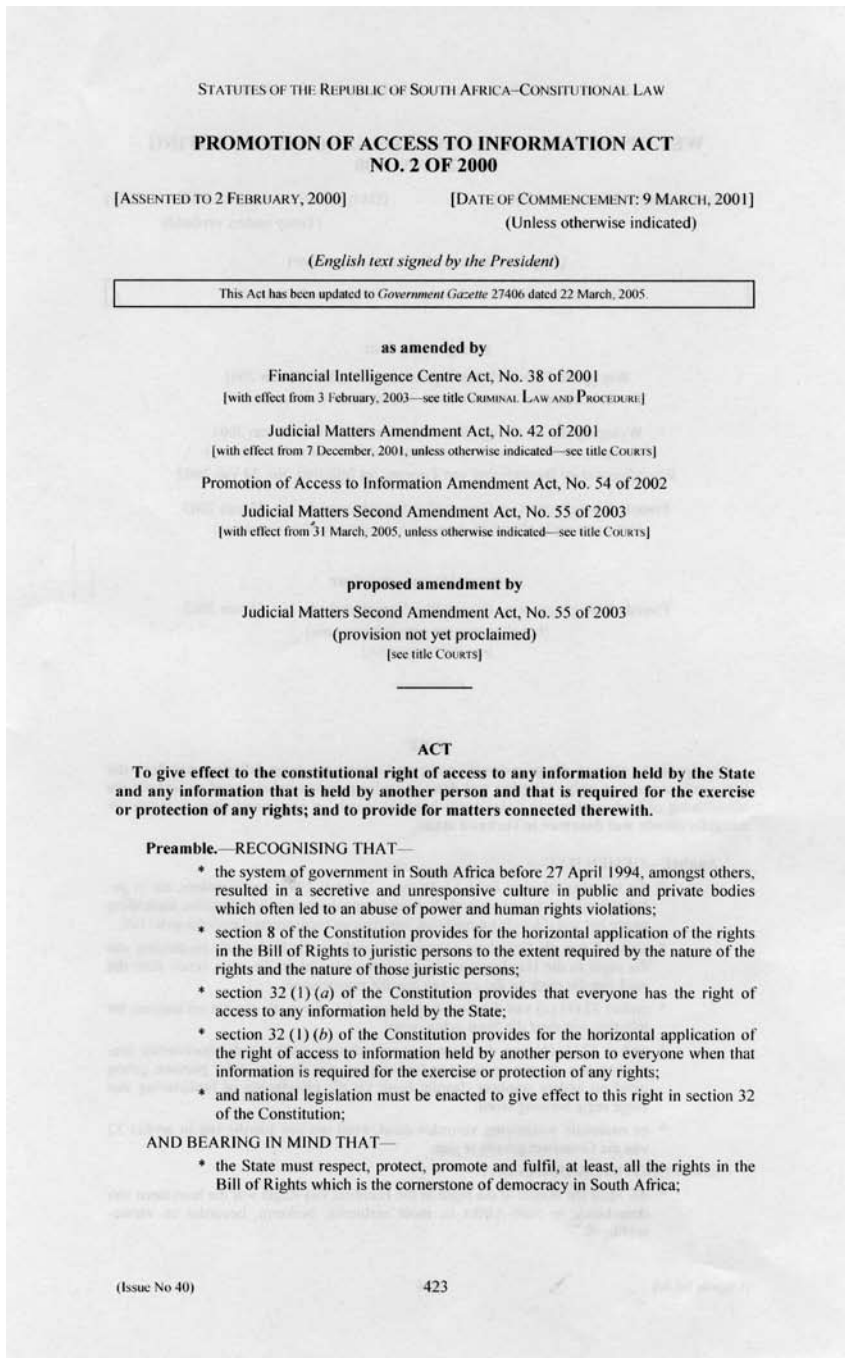 STATUTES OF THE REPUBLIC OF SOUTH AFRICA–CONSITUTIONAL LAW
PROMOTION OF ACCESS TO INFORMATION ACT
NO. 2 OF 2000
[ASSENTED TO 2 FEBRUARY, 2000] [DATE OF COMMENCEMENT: 9 MARCH, 2001]
(Unless otherwise indicated)
(English text signed by the President)
This Act has been updated to Government Gazette 27406 dated 22 March, 2005.
as amended by
Financial Intelligence Centre Act, No. 38 of 2001
[with effect from 3 February, 2003—see title CRIMINAL LAW AND PROCEDURE]
Judicial Matters Amendment Act, No. 42 of 2001
[with effect from 7 December, 2001, unless otherwise indicated—see title COURTS]
Promotion of Access to Information Amendment Act, No. 54 of 2002
Judicial Matters Second Amendment Act, No. 55 of 2003
[with effect from 31 March, 2005, unless otherwise indicated—see title COURTS]
proposed amendment by
Judicial Matters Second Amendment Act, No. 55 of 2003
(provision not yet proclaimed)
[see title COURTS]
ACT
To give effect to the constitutional right of access to any information held by the State
and any information that is held by another person and that is required for the exercise
or protection of any rights; and to provide for matters connected therewith.
Preamble.—RECOGNISING THAT—
* the system of government in South Africa before 27 April 1994, amongst others,
resulted in a secretive and unresponsive culture in public and private bodies
which often led to an abuse of power and human rights violations;
* section 8 of the Constitution provides for the horizontal application of the rights
in the Bill of Rights to juristic persons to the extent required by the nature of the
rights and the nature of those juristic persons;
* section 32 (1) (a) of the Constitution provides that everyone has the right of
access to any information held by the State;
* section 32 (1) (b) of the Constitution provides for the horizontal application of
the right of access to information held by another person to everyone when that
information is required for the exercise or protection of any rights;
* and national legislation must be enacted to give effect to this right in section 32
of the Constitution;
AND BEARING IN MIND THAT—
* the State must respect, protect, promote and fulfil, at least, all the rights in the
Bill of Rights which is the cornerstone of democracy in South Africa;
(Issue No 40) 423